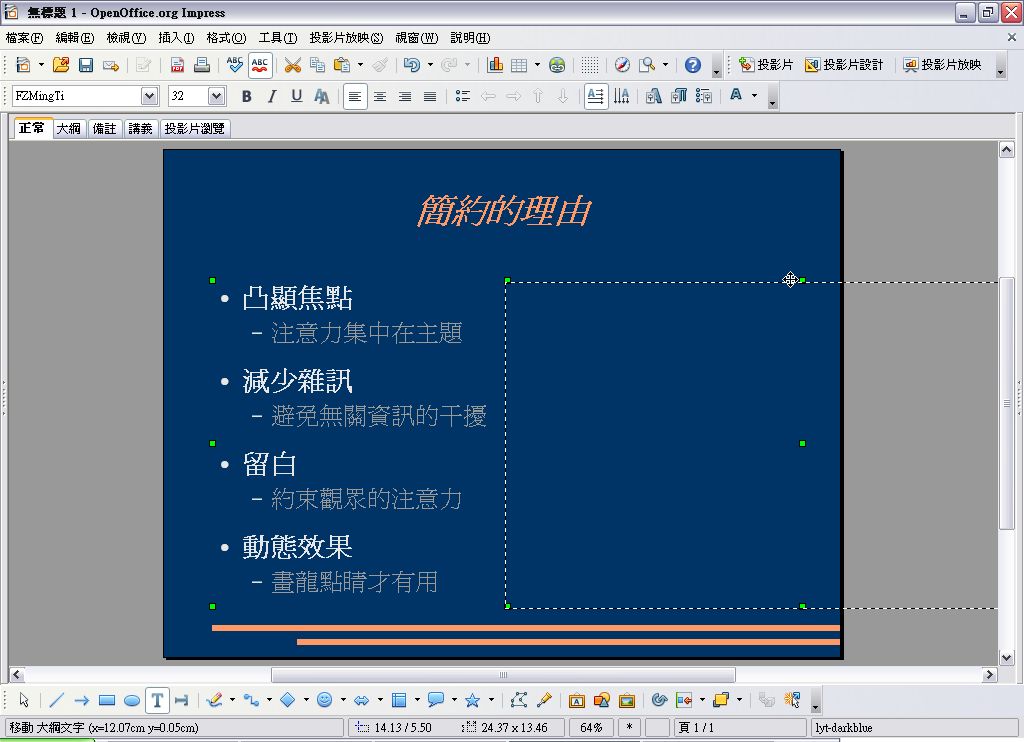 無標題 1 - OpenOffice.org Impress
檔案(F) 編輯(E) 檢視(V) 插入(I) 格式(O) 工具(T) 投影片放映(S) 視窗(W) 說明(H)
ABC ABC 投影片 投影片設計 投影片放映
FZMingTi 32 B I U A A
正常 大綱 備註 講義 投影片瀏覽
簡約的理由
• 凸顯焦點
– 注意力集中在主題
• 減少雜訊
– 避免無關資訊的干擾
• 留白
– 約束觀眾的注意力
• 動態效果
– 畫龍點睛才有用
移動 大綱文字 (x=12.07cm y=0.05cm) 14.13 / 5.50 24.37 x 13.46 64% * 頁 1 / 1 lyt-darkblue